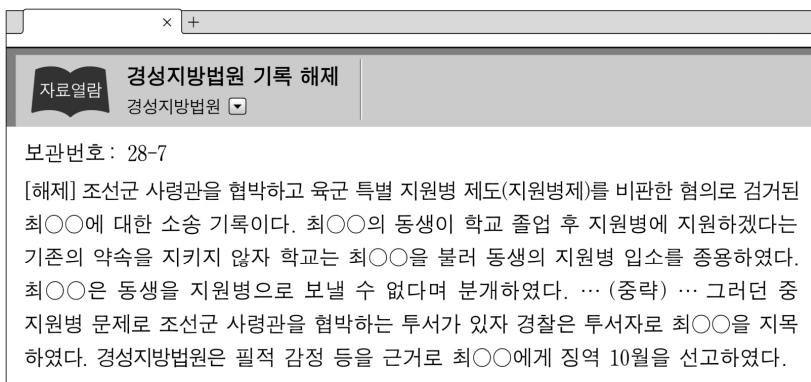 × +
자료열람
경성지방법원 기록 해제
경성지방법원
보관번호 : 28-7
[해제] 조선군 사령관을 협박하고 육군 특별 지원병 제도(지원병제)를 비판한 혐의로 검거된
최○○에 대한 소송 기록이다. 최○○의 동생이 학교 졸업 후 지원병에 지원하겠다는
기존의 약속을 지키지 않자 학교는 최○○을 불러 동생의 지원병 입소를 종용하였다.
최○○은 동생을 지원병으로 보낼 수 없다며 분개하였다. … (중략) … 그러던 중
지원병 문제로 조선군 사령관을 협박하는 투서가 있자 경찰은 투서자로 최○○을 지목
하였다. 경성지방법원은 필적 감정 등을 근거로 최○○에게 징역 10월을 선고하였다.